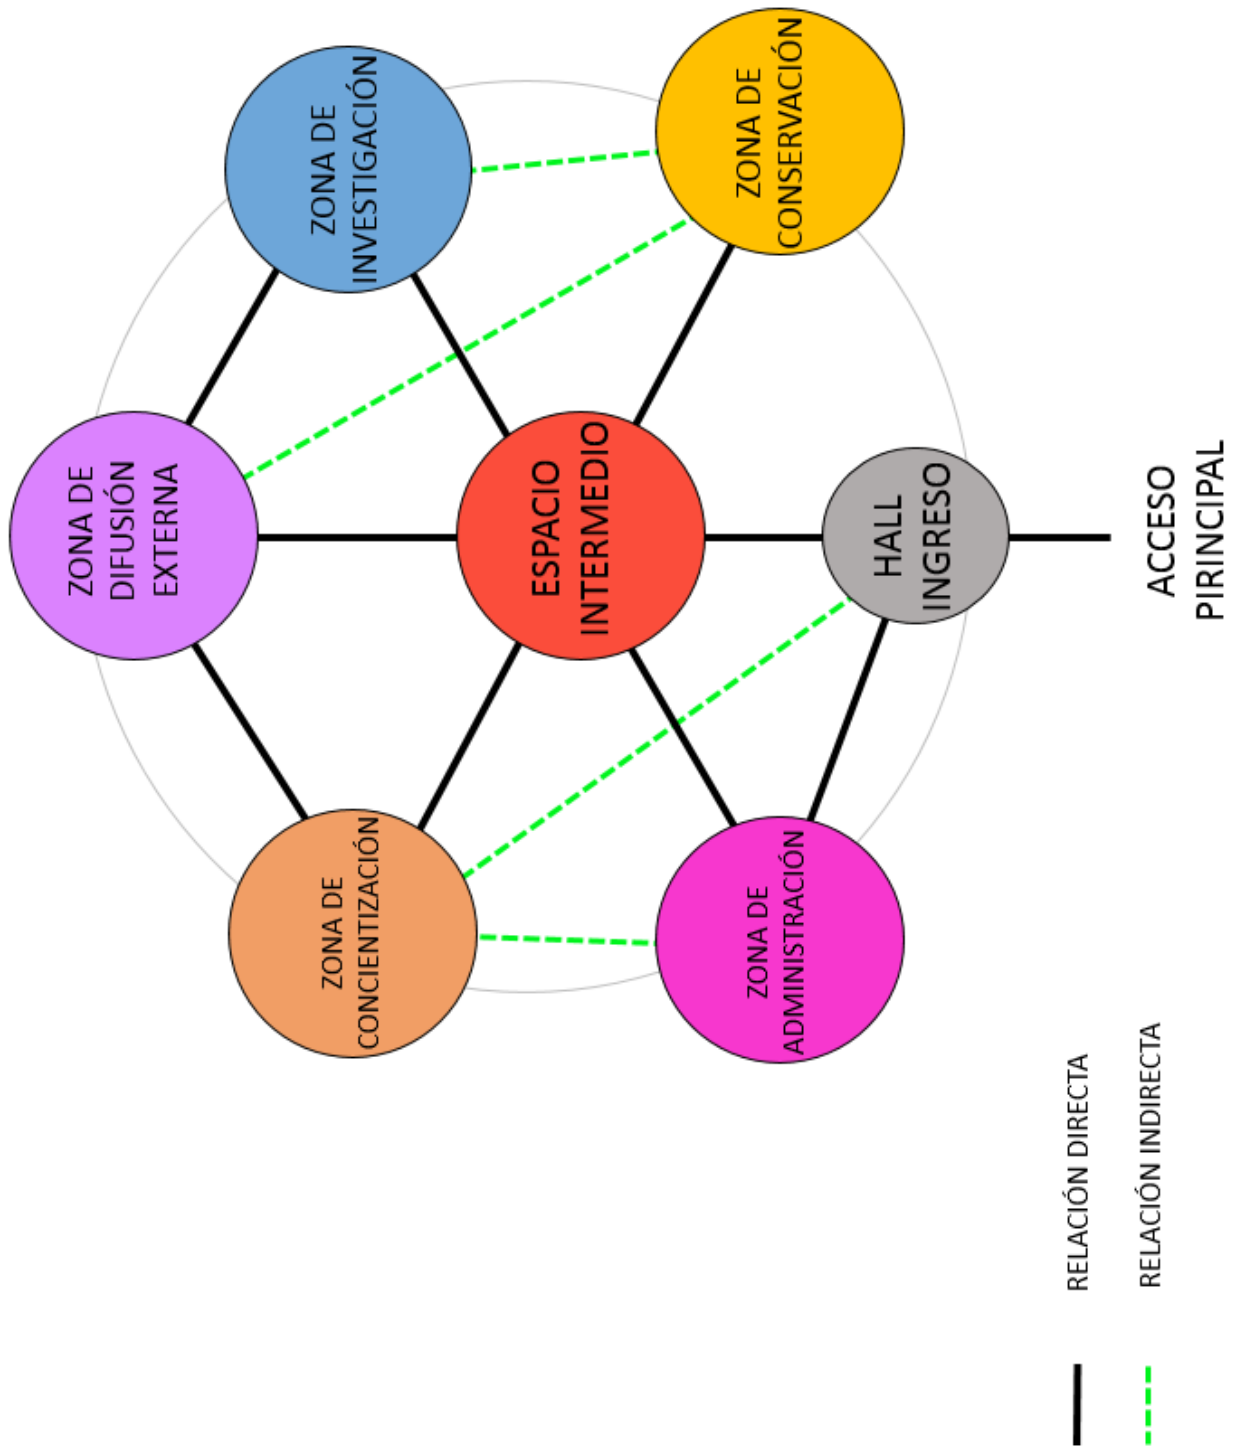 ZONA DE
DIFUSIÓN
EXTERNA
ZONA DE
INVESTIGACIÓN
ZONA DE
CONCIENTIZACIÓN
ESPACIO
INTERMEDIO
ZONA DE
CONSERVACIÓN
ZONA DE
ADMINISTRACIÓN
HALL
INGRESO
ACCESO
PIRINCIPAL
RELACIÓN DIRECTA
RELACIÓN INDIRECTA